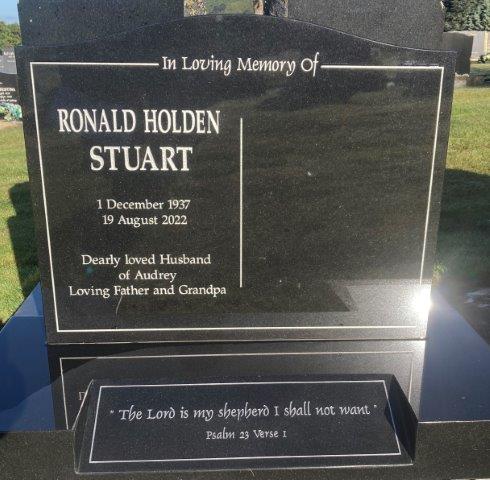 In Loving Memory Of
RONALD HOLDEN
STUART
1 December 1937
19 August 2022
Dearly loved Husband
of Audrey
Loving Father and Grandpa
" The Lord is my shepherd I shall not want "
Psalm 23 Verse 1